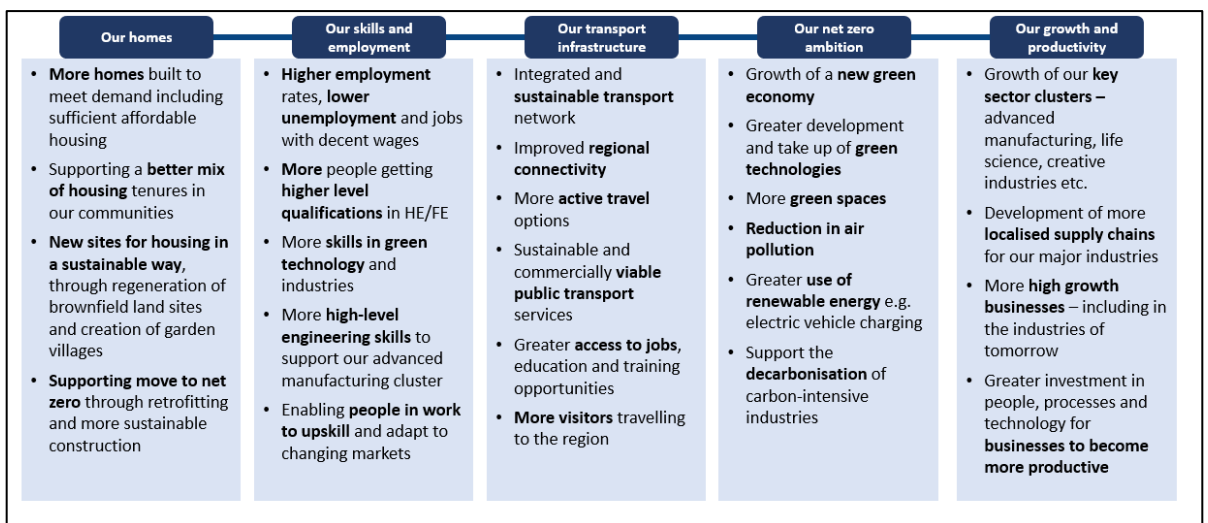 Our homes
• More homes built to
meet demand including
sufficient affordable
housing
• Supporting a better mix
of housing tenures in
our communities
• New sites for housing in
a sustainable way,
through regeneration of
brownfield land sites
and creation of garden
villages
• Supporting move to net
zero through retrofitting
and more sustainable
construction
Our skills and
employment
• Higher employment
rates, lower
unemployment and jobs
with decent wages
• More people getting
higher level
qualifications in HE/FE
• More skills in green
technology and
industries
• More high-level
engineering skills to
support our advanced
manufacturing cluster
• Enabling people in work
to upskill and adapt to
changing markets
Our transport
infrastructure
• Integrated and
sustainable transport
network
• Improved regional
connectivity
• More active travel
options
• Sustainable and
commercially viable
public transport
services
• Greater access to jobs,
education and training
opportunities
• More visitors travelling
to the region
Our net zero
ambition
• Growth of a new green
economy
• Greater development
and take up of green
technologies
• More green spaces
• Reduction in air
pollution
• Greater use of
renewable energy e.g.
electric vehicle charging
• Support the
decarbonisation of
carbon-intensive
industries
Our growth and
productivity
• Growth of our key
sector clusters –
advanced
manufacturing, life
science, creative
industries etc.
• Development of more
localised supply chains
for our major industries
• More high growth
businesses – including in
the industries of
tomorrow
• Greater investment in
people, processes and
technology for
businesses to become
more productive